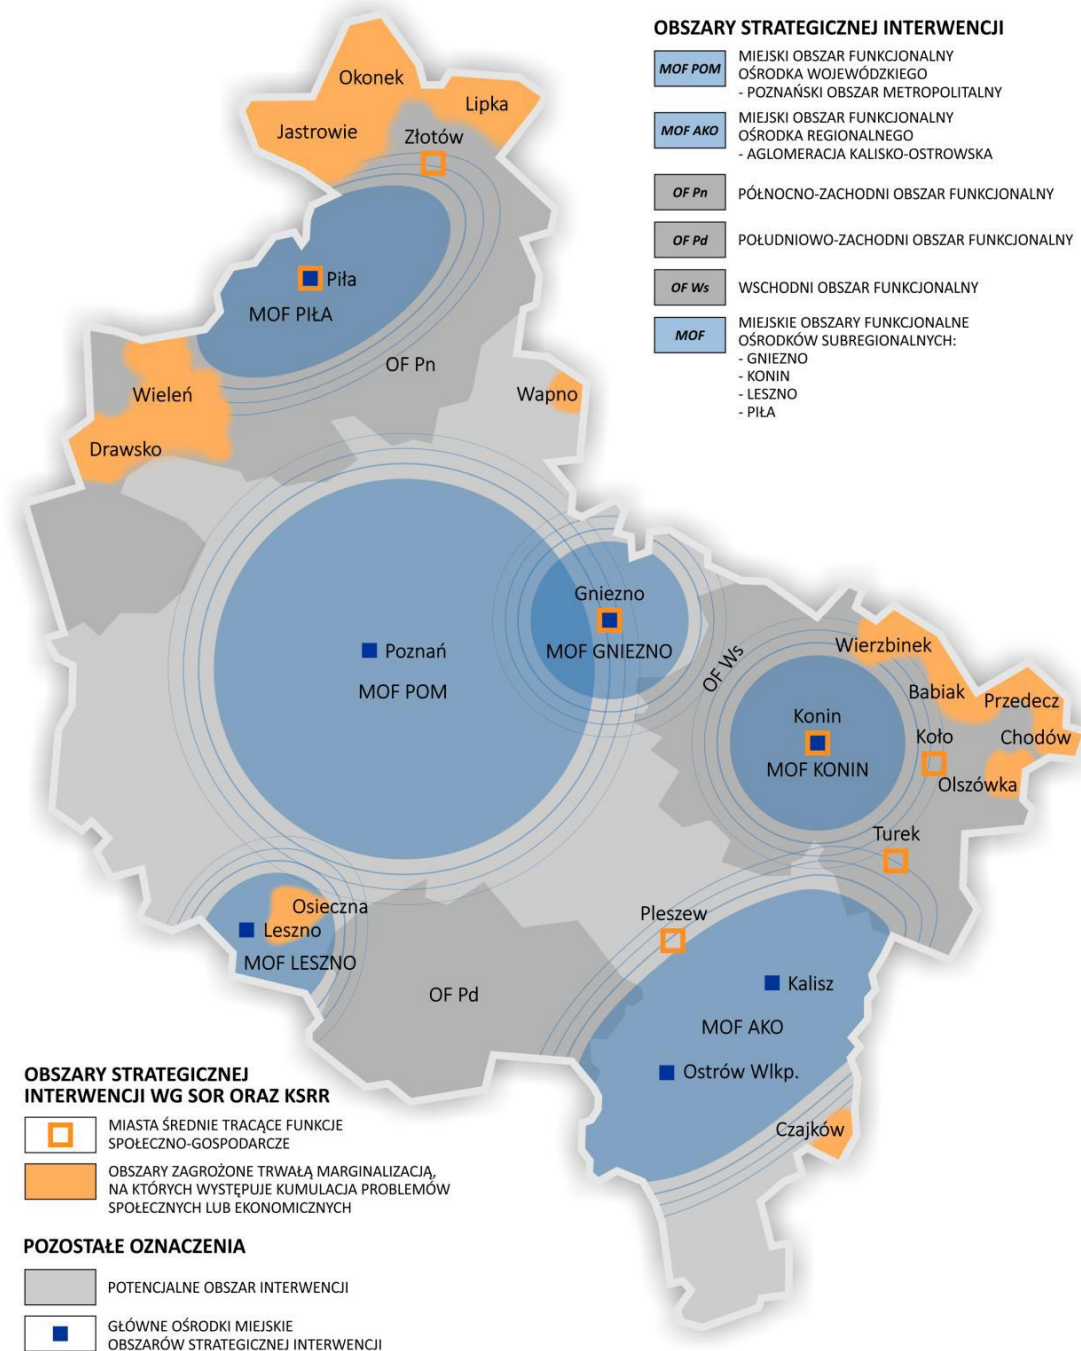 OBSZARY STRATEGICZNEJ INTERWENCJI
MOF POM
MIEJSKI OBSZAR FUNKCJONALNY
OŚRODKA WOJEWÓDZKIEGO
- POZNAŃSKI OBSZAR METROPOLITALNY
MOF AKO
MIEJSKI OBSZAR FUNKCJONALNY
OŚRODKA REGIONALNEGO
- AGLOMERACJA KALISKO-OSTROWSKA
OF Pn
PÓŁNOCNO-ZACHODNI OBSZAR FUNKCJONALNY
OF Pd
POŁUDNIOWO-ZACHODNI OBSZAR FUNKCJONALNY
OF Ws
WSCHODNI OBSZAR FUNKCJONALNY
MOF
MIEJSKIE OBSZARY FUNKCJONALNE
OŚRODKÓW SUBREGIONALNYCH:
- GNIEZNO
- KONIN
- LESZNO
- PIŁA
Okonek
Lipka
Jastrowie
Złotów
Piła
MOF PIŁA
OF Pn
Wieleń
Wapno
Drawsko
Gniezno
MOF GNIEZNO
Poznań
MOF POM
OF Ws
Wierzbinek
Babiak
Przedecz
Konin
Koło
Chodów
MOF KONIN
Olszówka
Turek
Osieczna
Leszno
MOF LESZNO
Pleszew
OF Pd
Kalisz
MOF AKO
Ostrów Wlkp.
Czajków
OBSZARY STRATEGICZNEJ
INTERWENCJI WG SOR ORAZ KSRR
MIASTA ŚREDNIE TRACĄCE FUNKCJE
SPOŁECZNO-GOSPODARCZE
OBSZARY ZAGROŻONE TRWAŁĄ MARGINALIZACJĄ,
NA KTÓRYCH WYSTĘPUJE KUMULACJA PROBLEMÓW
SPOŁECZNYCH LUB EKONOMICZNYCH
POZOSTAŁE OZNACZENIA
POTENCJALNE OBSZAR INTERWENCJI
GŁÓWNE OŚRODKI MIEJSKIE
OBSZARÓW STRATEGICZNEJ INTERWENCJI